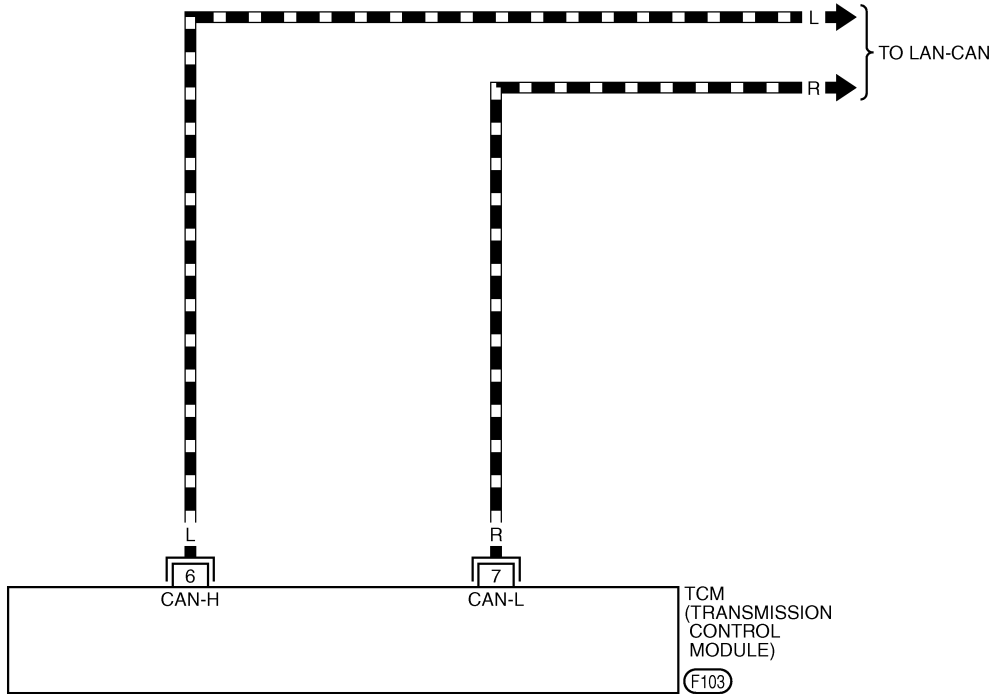 L
TO LAN-CAN
R
L
R
6
7
CAN-H
CAN-L
TCM
(TRANSMISSION
CONTROL
MODULE)
F103